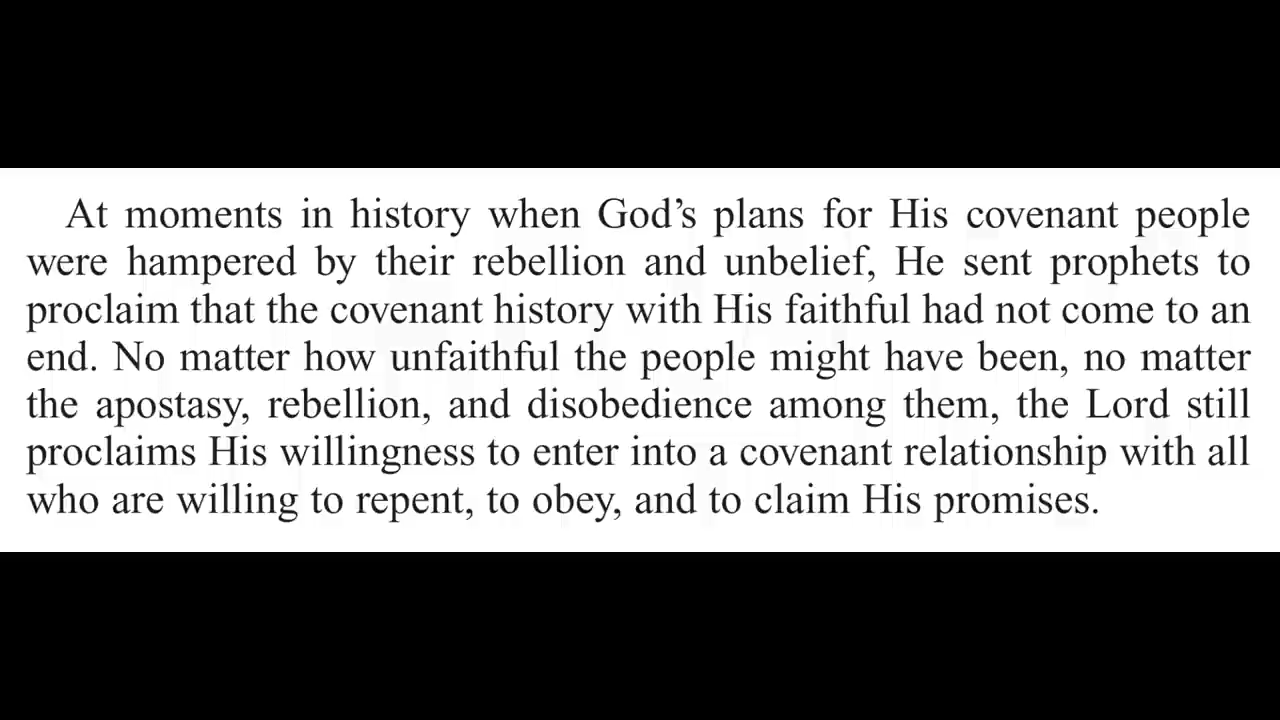 At moments in history when God’s plans for His covenant people
were hampered by their rebellion and unbelief, He sent prophets to
proclaim that the covenant history with His faithful had not come to an
end. No matter how unfaithful the people might have been, no matter
the apostasy, rebellion, and disobedience among them, the Lord still
proclaims His willingness to enter into a covenant relationship with all
who are willing to repent, to obey, and to claim His promises.